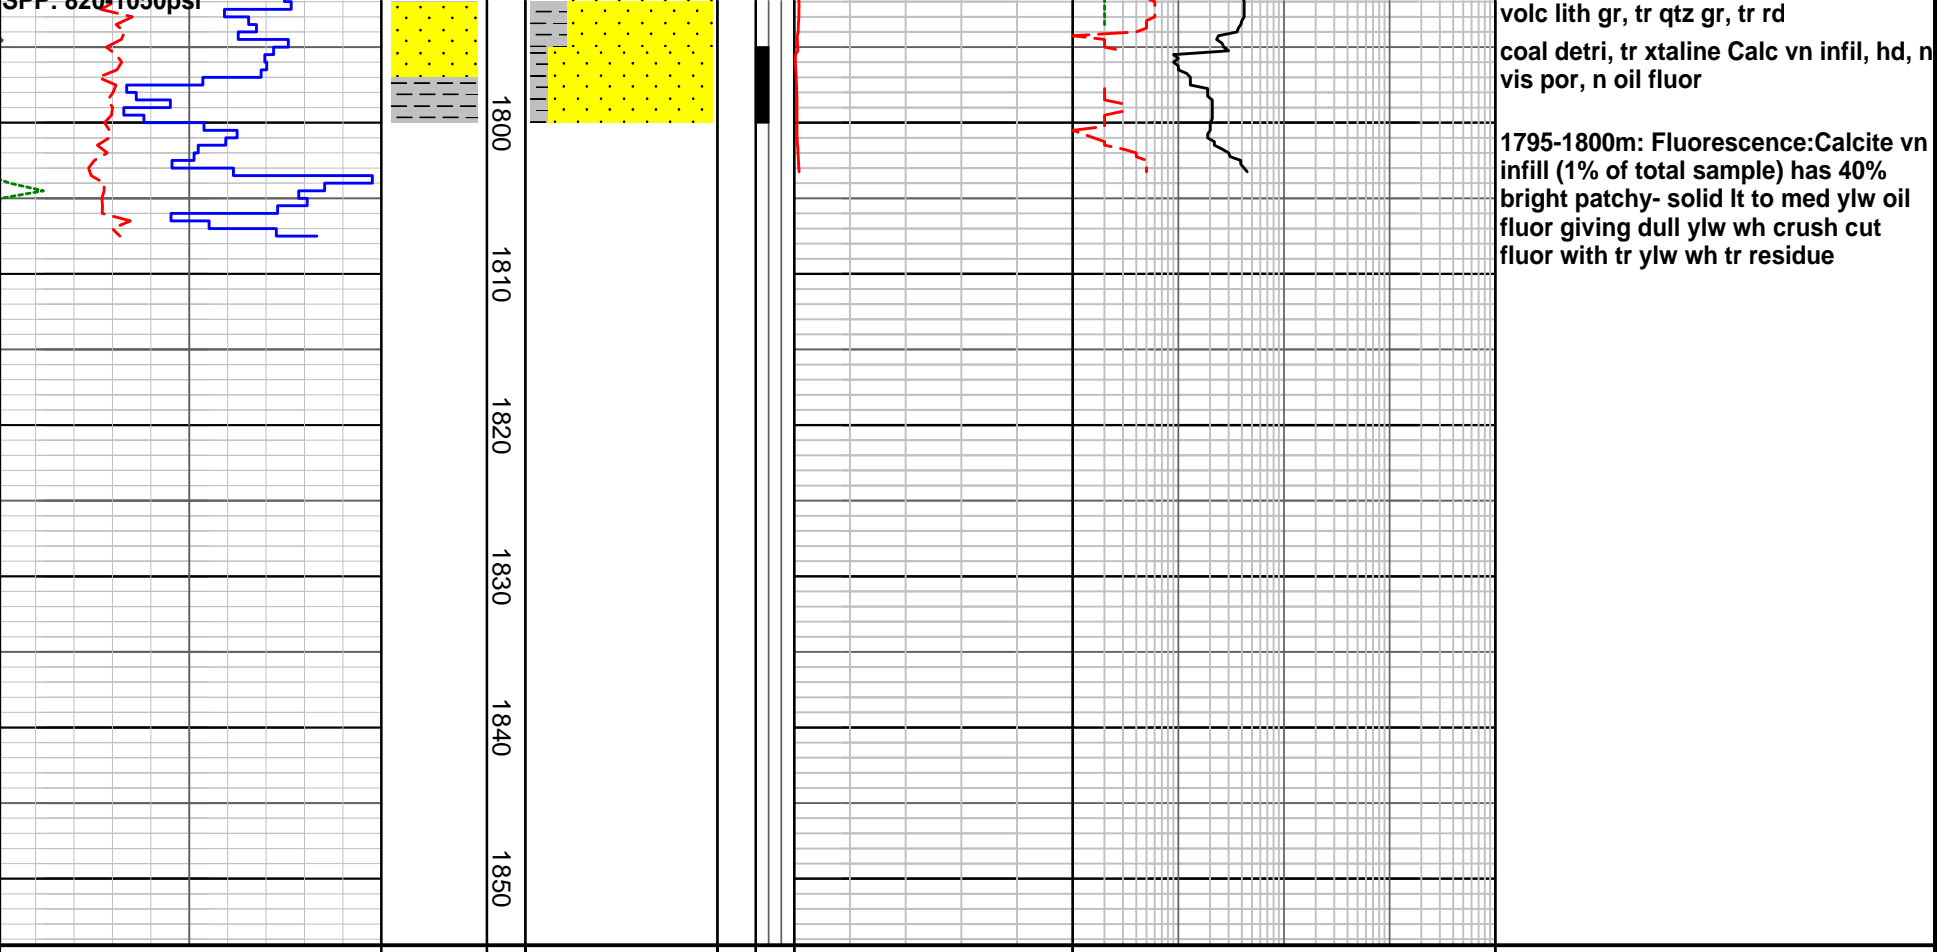 SPP: 820-1050psi
volc lith gr, tr qtz gr, tr rd
coal detri, tr xtaline Calc vn infil, hd, n
vis por, n oil fluor
1795-1800m: Fluorescence:Calcite vn
infill (1% of total sample) has 40%
bright patchy- solid lt to med ylw oil
fluor giving dull ylw wh crush cut
fluor with tr ylw wh tr residue
1800
1810
1820
1830
1840
1850